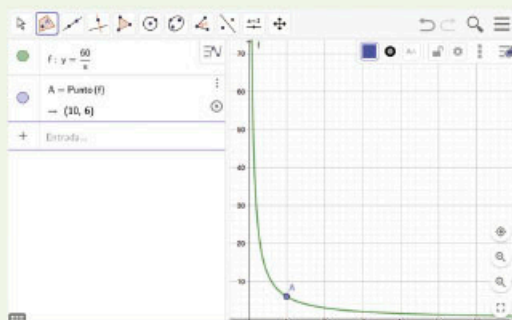 f : y = 60/x
A = Punto(f)
→ (10, 6)
+ Entrada...
f
70
60
50
40
30
20
10
A